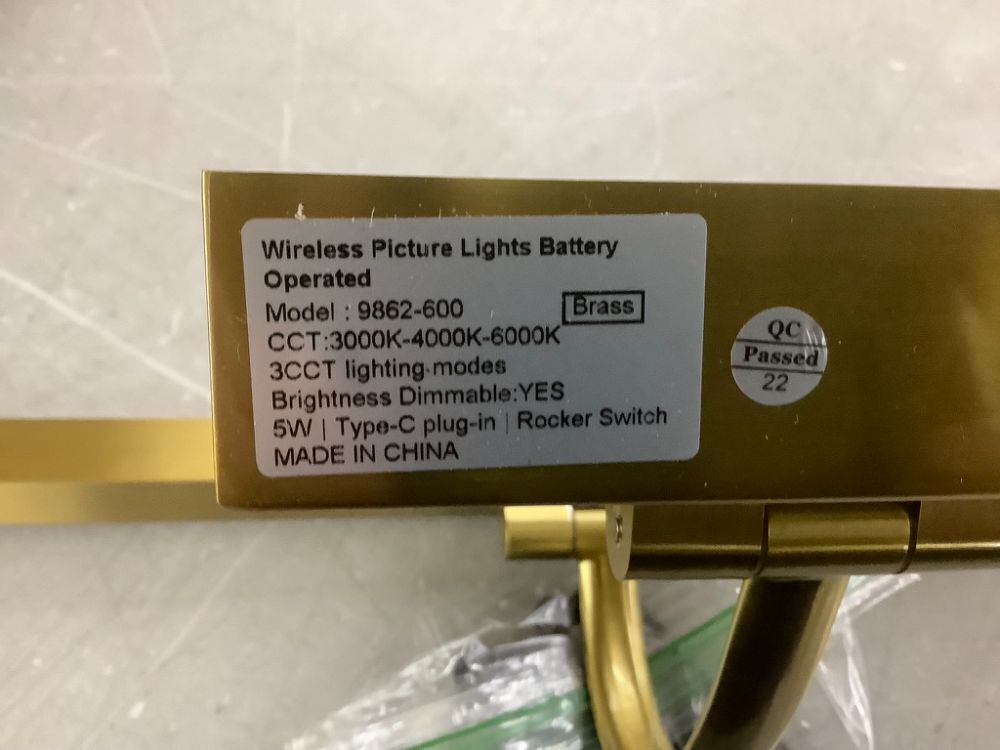 Wireless Picture Lights Battery
Operated
Model : 9862-600
Brass
CCT:3000K-4000K-6000K
3CCT lighting modes
Brightness Dimmable:YES
5W | Type-C plug-in | Rocker Switch
MADE IN CHINA
QC
Passed
22